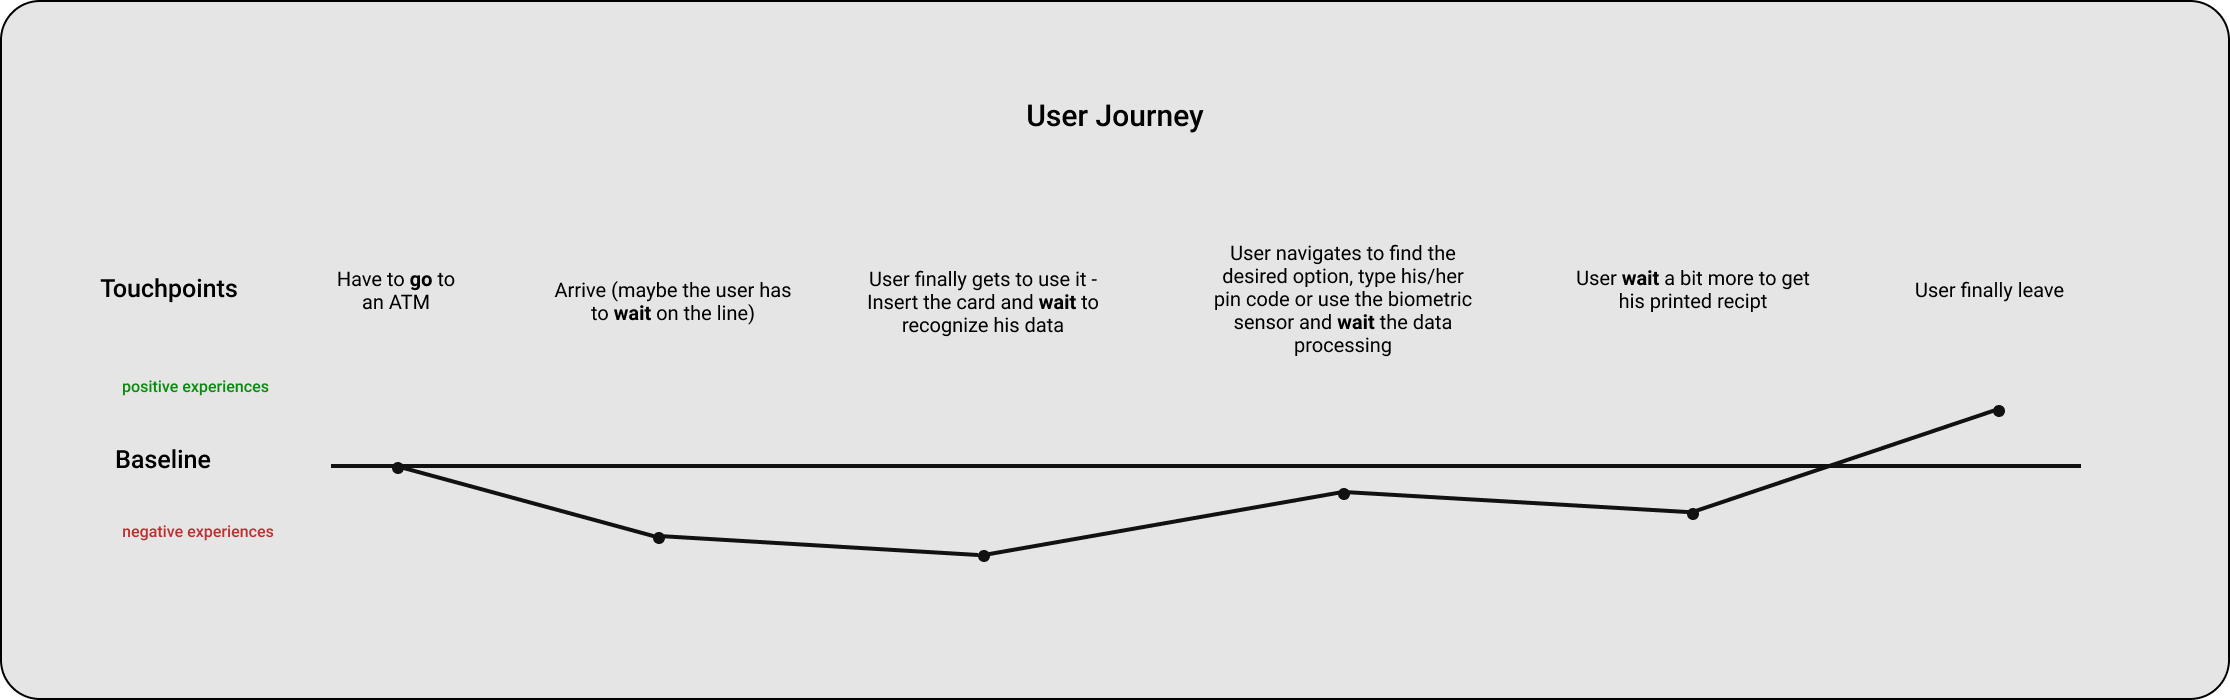 User Journey
Touchpoints
Have to go to
an ATM
Arrive (maybe the user has
to wait on the line)
User finally gets to use it -
Insert the card and wait to
recognize his data
User navigates to find the
desired option, type his/her
pin code or use the biometric
sensor and wait the data
processing
User wait a bit more to get
his printed recipt
User finally leave
positive experiences
Baseline
negative experiences